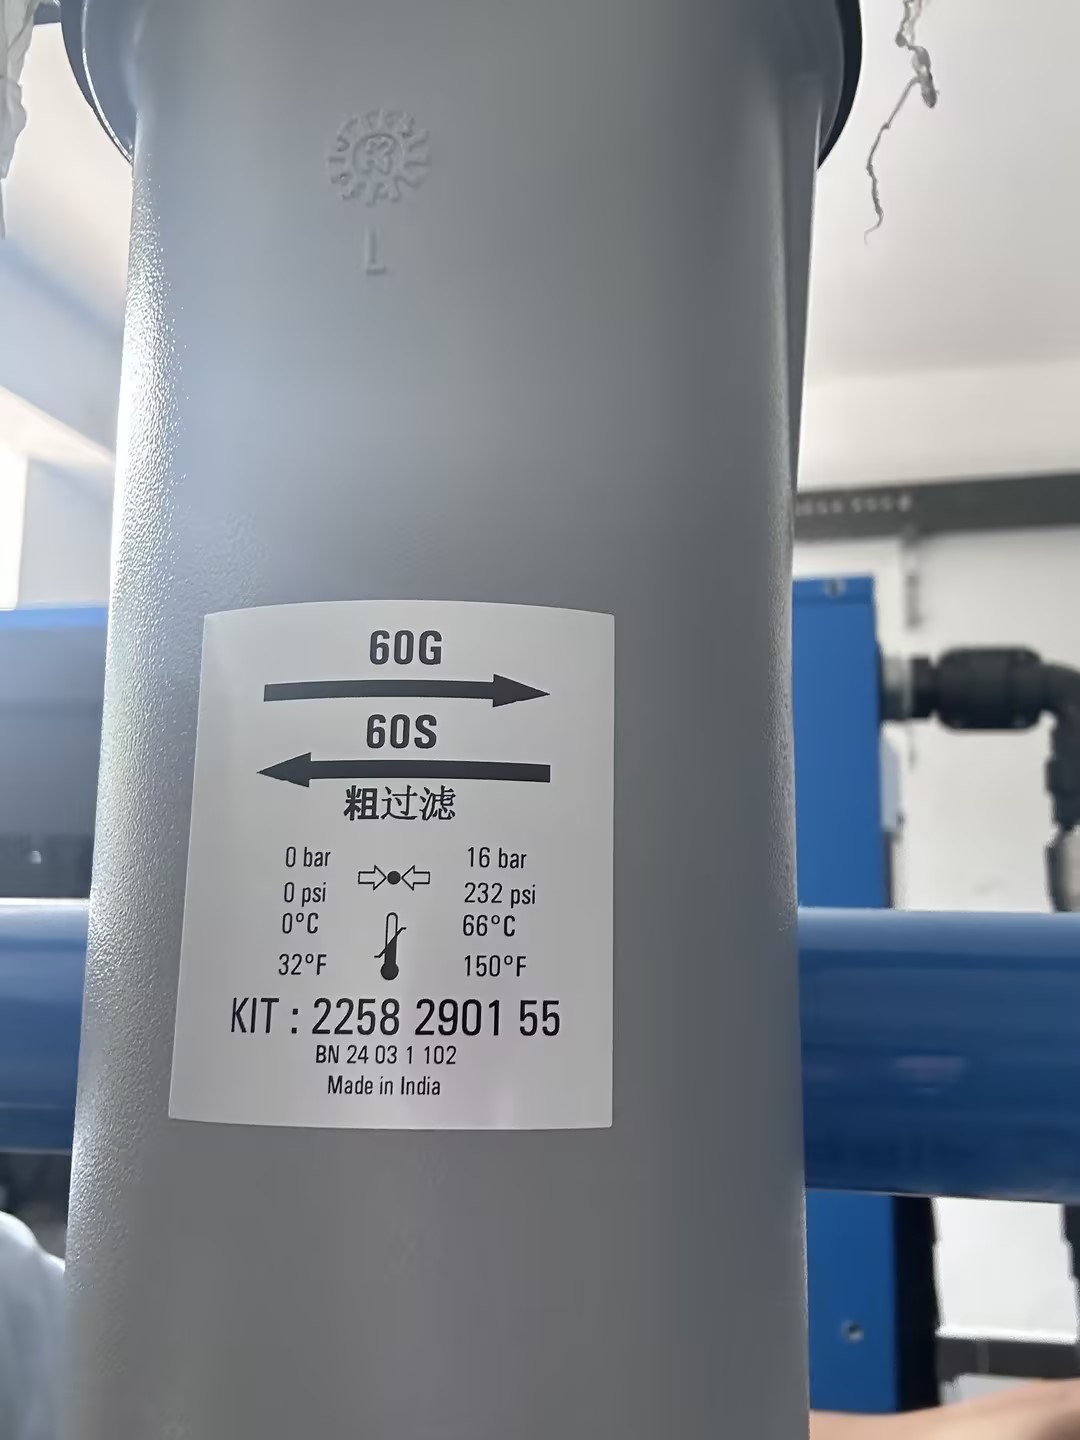 L
60G
60S
粗过滤
0 bar 16 bar
0 psi 232 psi
0°C 66°C
32°F 150°F
KIT : 2258 2901 55
BN 24 03 1 102
Made in India